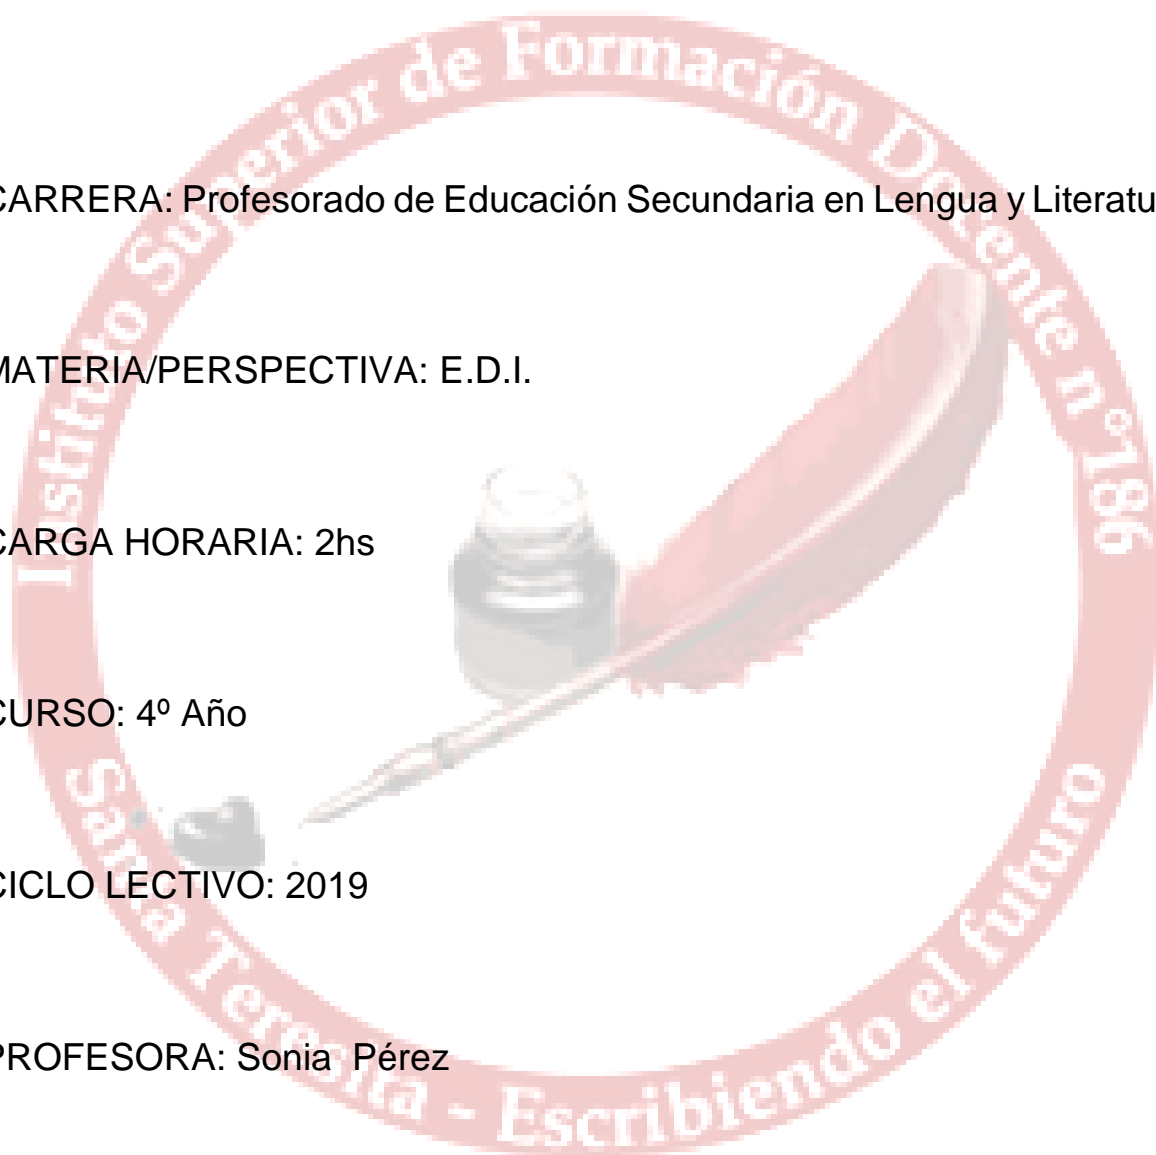 Instituto Superior de Formación Docente nº186
CARRERA: Profesorado de Educación Secundaria en Lengua y Literatu
MATERIA/PERSPECTIVA: E.D.I.
CARGA HORARIA: 2hs
CURSO: 4º Año
CICLO LECTIVO: 2019
PROFESORA: Sonia Pérez
Santa Teresita - Escribiendo el futuro